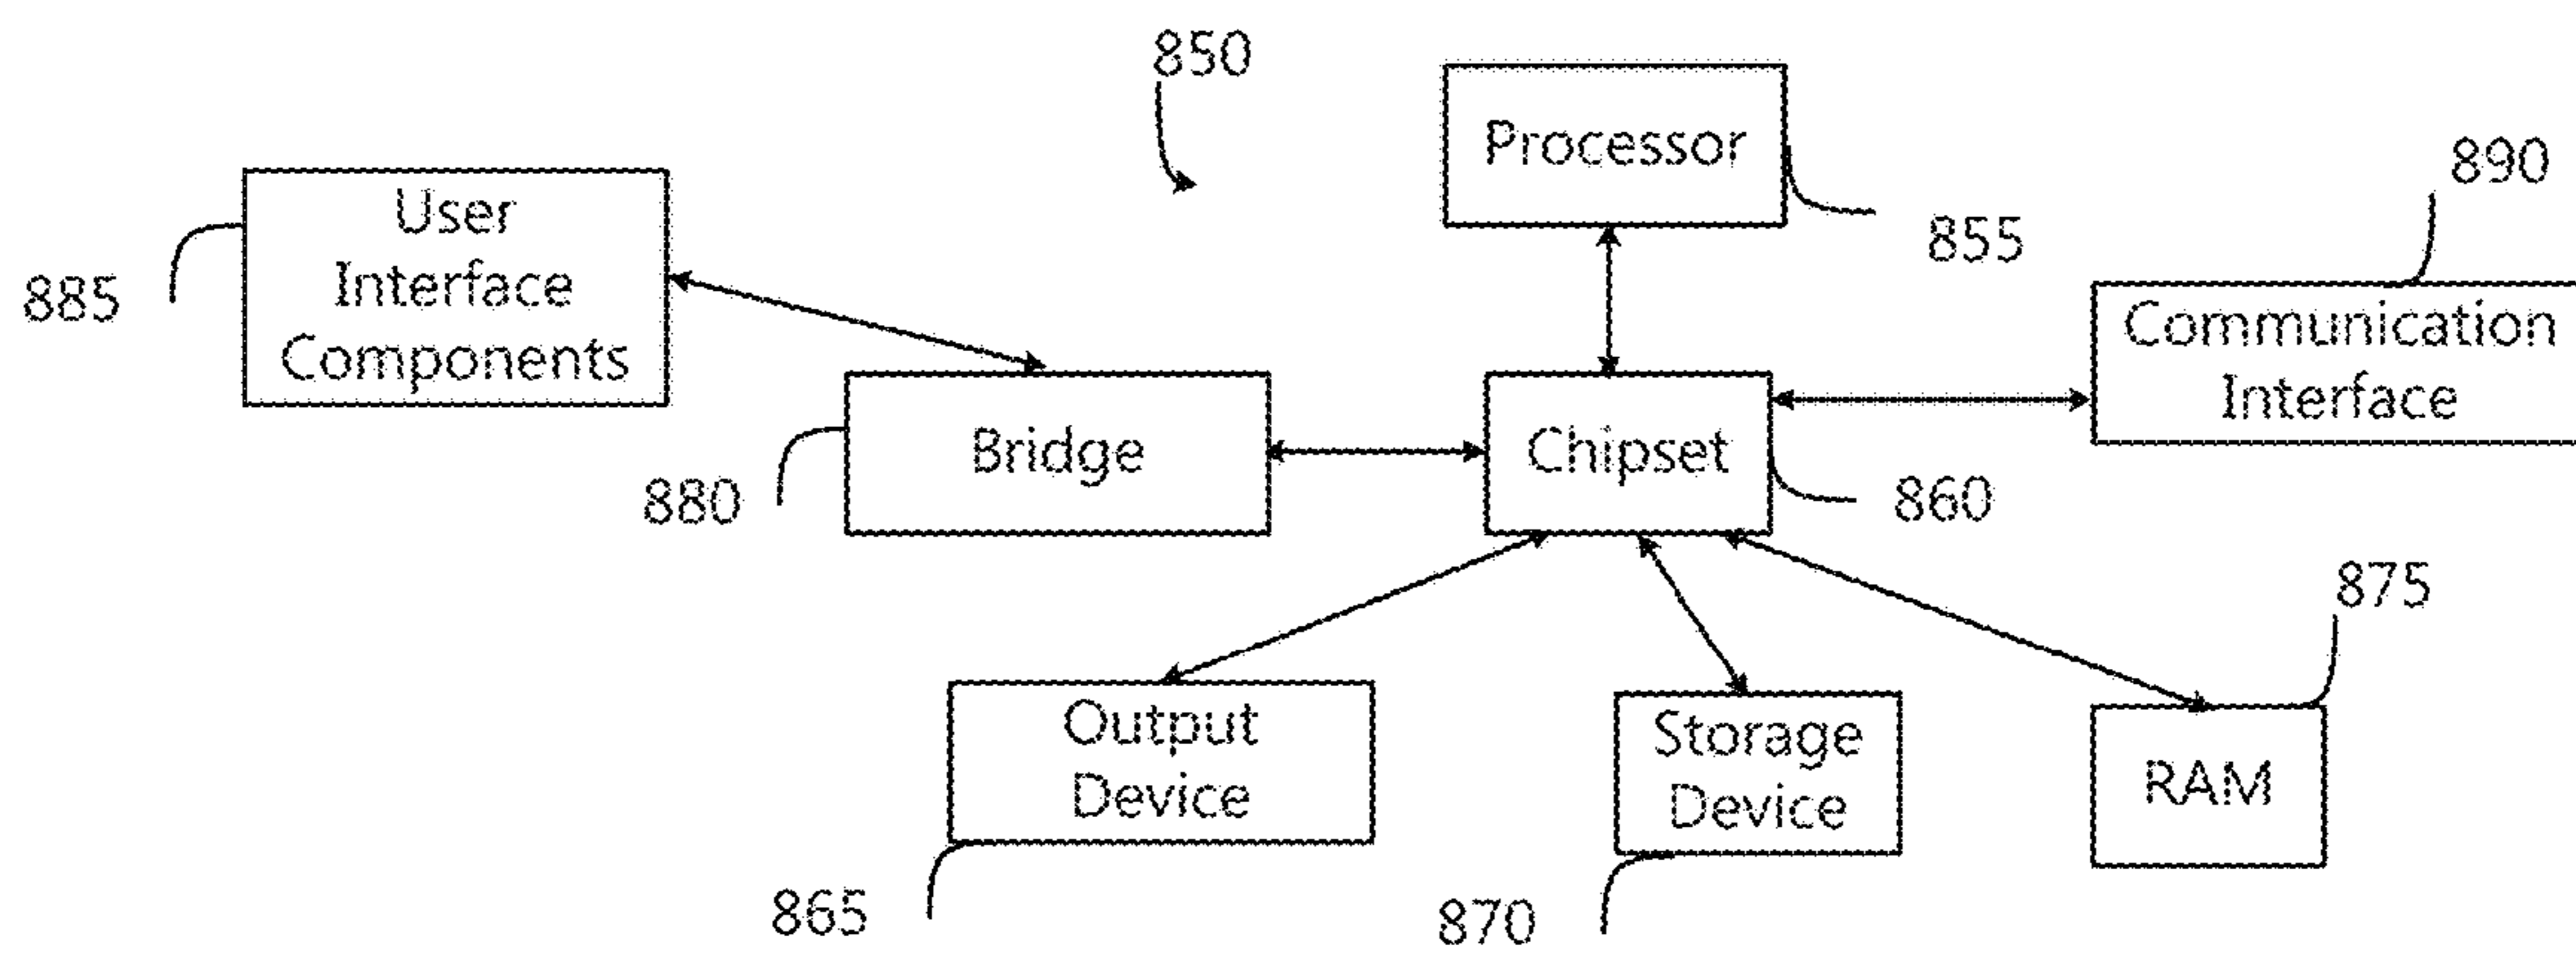 850
Processor
890
User
Interface
Components
855
885
Communication
Interface
Bridge
Chipset
880
860
875
Output
Device
Storage
Device
RAM
865
870